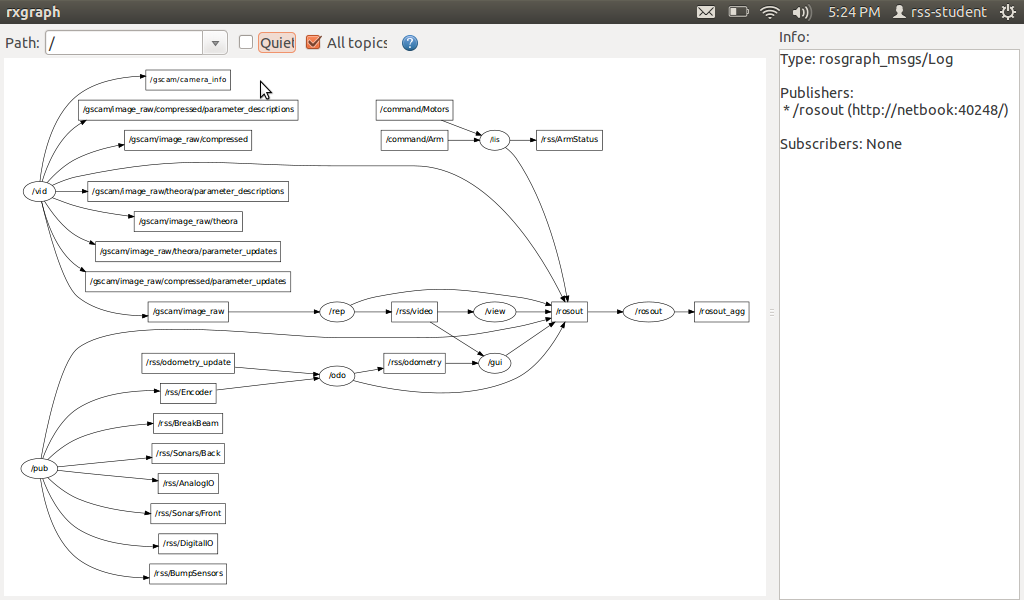 rxgraph
5:24 PM rss-student
Path: / Quiet All topics ?
Info:
Type: rosgraph_msgs/Log
Publishers:
* /rosout (http://netbook:40248/)
Subscribers: None
/gscam/camera_info
/gscam/image_raw/compressed/parameter_descriptions
/command/Motors
/gscam/image_raw/compressed
/command/Arm
/lis
/rss/ArmStatus
/vid
/gscam/image_raw/theora/parameter_descriptions
/gscam/image_raw/theora
/gscam/image_raw/theora/parameter_updates
/gscam/image_raw/compressed/parameter_updates
/gscam/image_raw
/rep
/rss/video
/view
/rosout
/rosout
/rosout_agg
/rss/odometry_update
/rss/odometry
/gui
/odo
/rss/Encoder
/rss/BreakBeam
/rss/Sonars/Back
/pub
/rss/AnalogIO
/rss/Sonars/Front
/rss/DigitalIO
/rss/BumpSensors